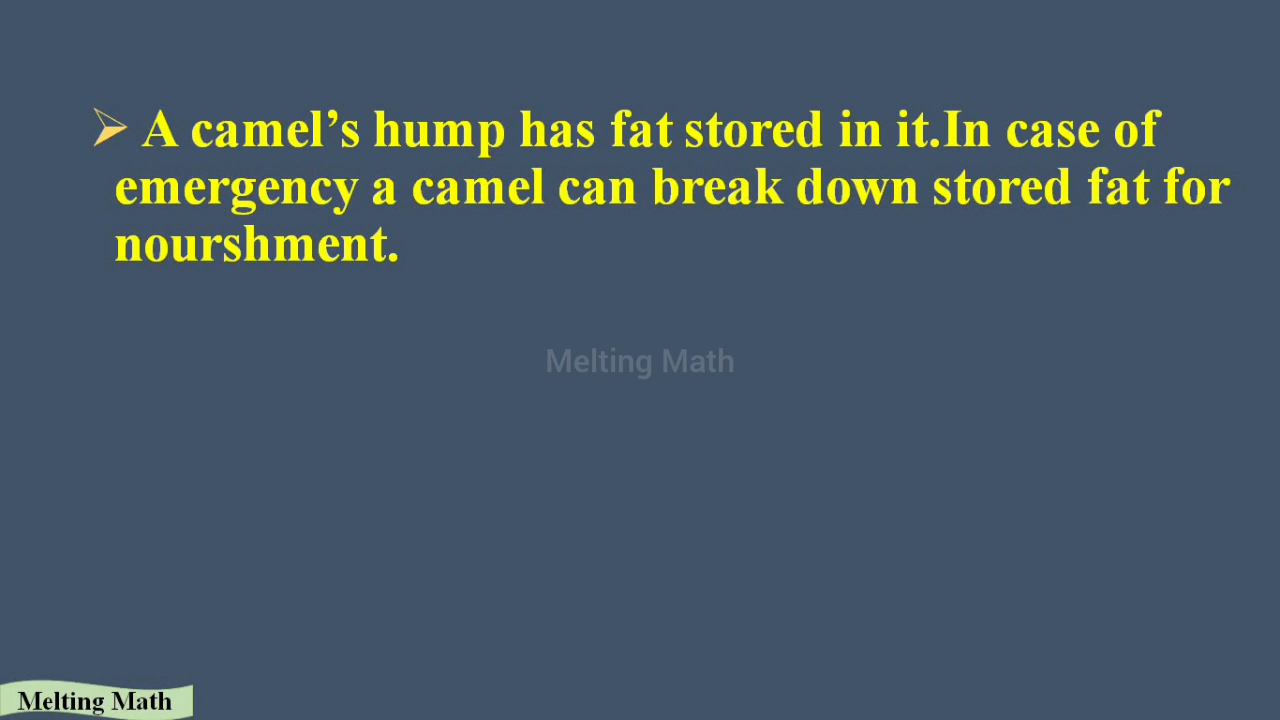 ➢ A camel’s hump has fat stored in it.In case of
emergency a camel can break down stored fat for
nourshment.
Melting Math
Melting Math